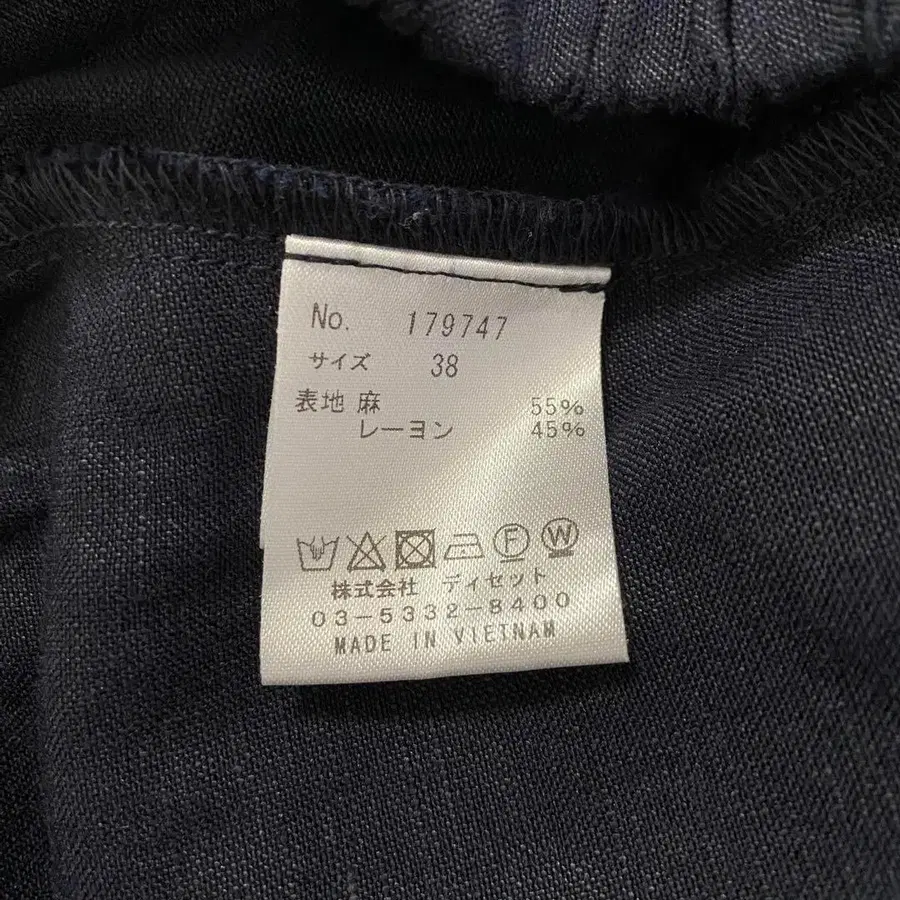 No. 179747
サイズ 38
表地 麻 55%
レーヨン 45%
F W
株式会社 デイセット
03-5332-8400
MADE IN VIETNAM